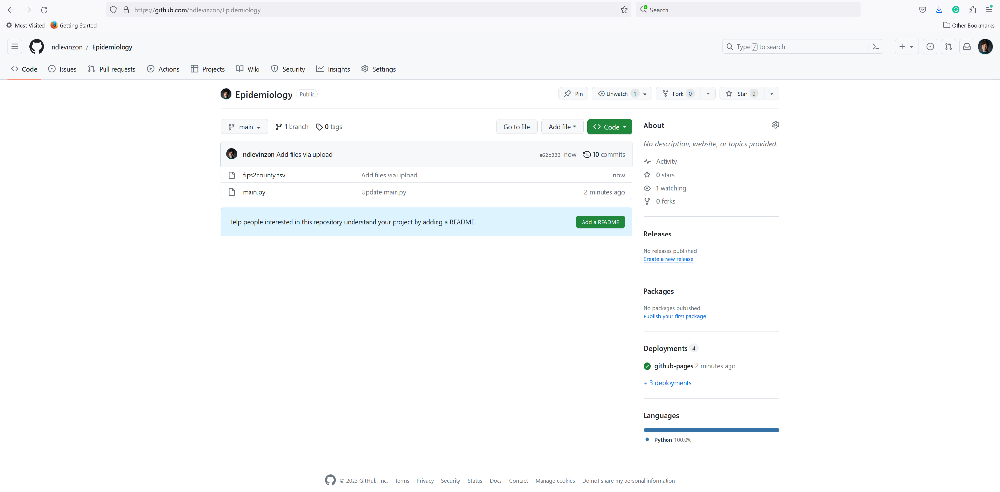 https://github.com/ndlevinzon/Epidemiology
Search
Most Visited
Getting Started
Other Bookmarks
ndlevinzon / Epidemiology
Type / to search
Code
Issues
Pull requests
Actions
Projects
Wiki
Security
Insights
Settings
Epidemiology
Public
Pin
Unwatch 1
Fork 0
Star 0
main
1 branch
0 tags
Go to file
Add file
Code
ndlevinzon Add files via upload
e62c333 now
10 commits
fips2county.tsv
Add files via upload
now
main.py
Update main.py
2 minutes ago
Help people interested in this repository understand your project by adding a README.
Add a README
About
No description, website, or topics provided.
Activity
0 stars
1 watching
0 forks
Releases
No releases published
Create a new release
Packages
No packages published
Publish your first package
Deployments 4
github-pages 2 minutes ago
+ 3 deployments
Languages
Python 100.0%
© 2023 GitHub, Inc. Terms Privacy Security Status Docs Contact Manage cookies Do not share my personal information